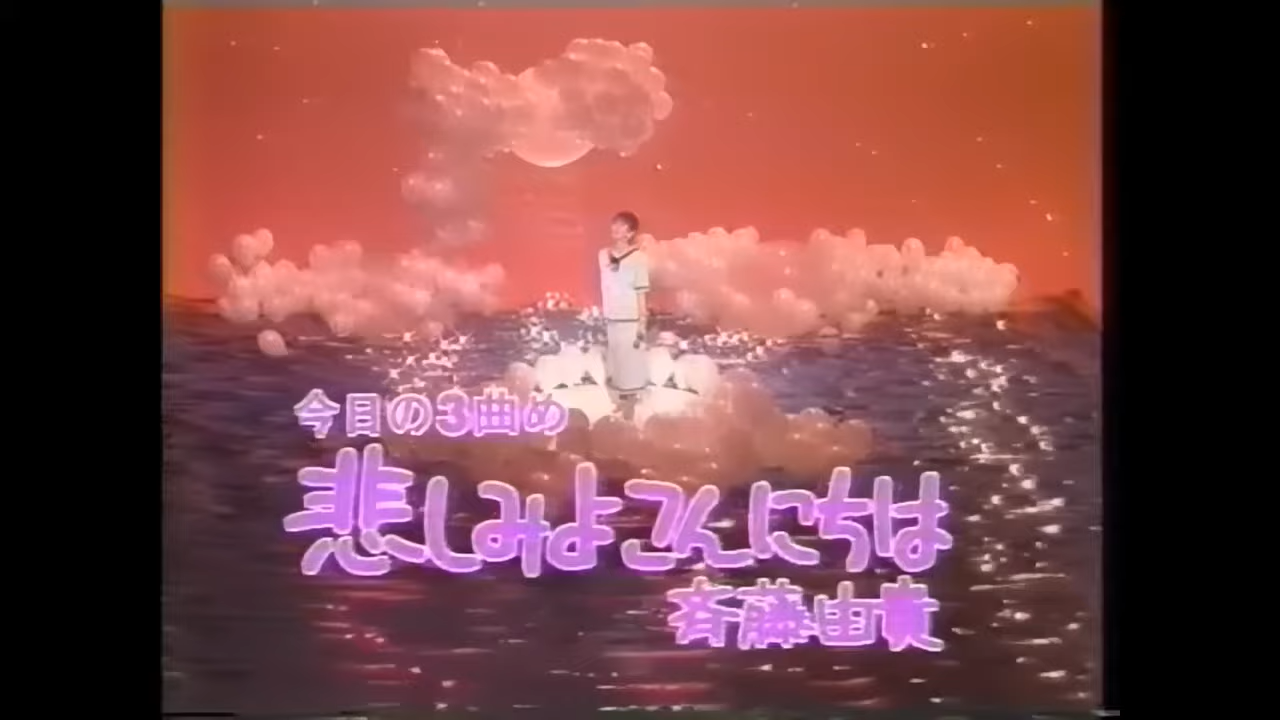 今日の3曲め
悲しみよこんにちは
斉藤由貴